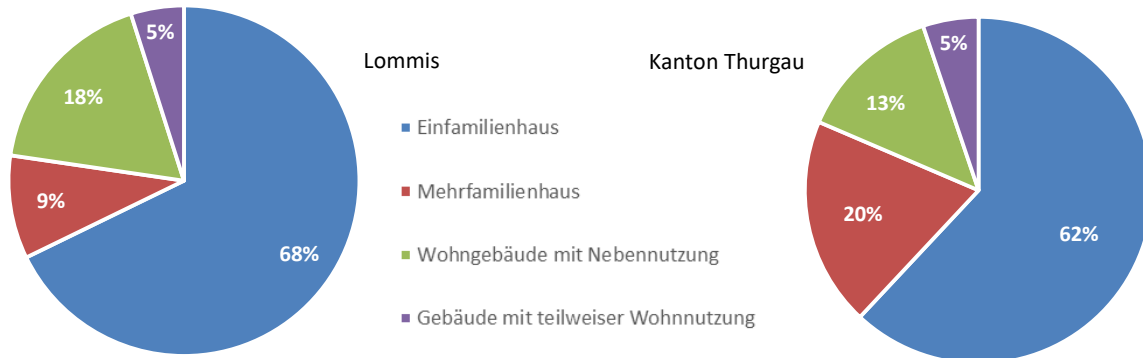 5%
18%
9%
68%
Lommis
Einfamilienhaus
Mehrfamilienhaus
Wohngebäude mit Nebennutzung
Gebäude mit teilweiser Wohnnutzung
Kanton Thurgau
5%
13%
20%
62%